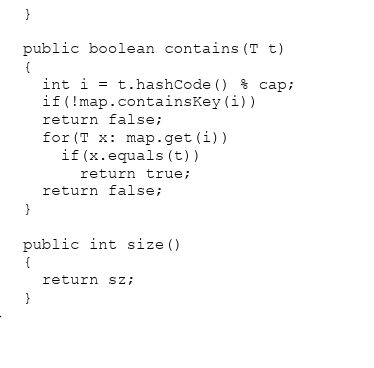 }
public boolean contains(T t)
{
int i = t.hashCode() % cap;
if(!map.containsKey(i))
return false;
for(T x: map.get(i))
if(x.equals(t))
return true;
return false;
}
public int size()
{
return sz;
}